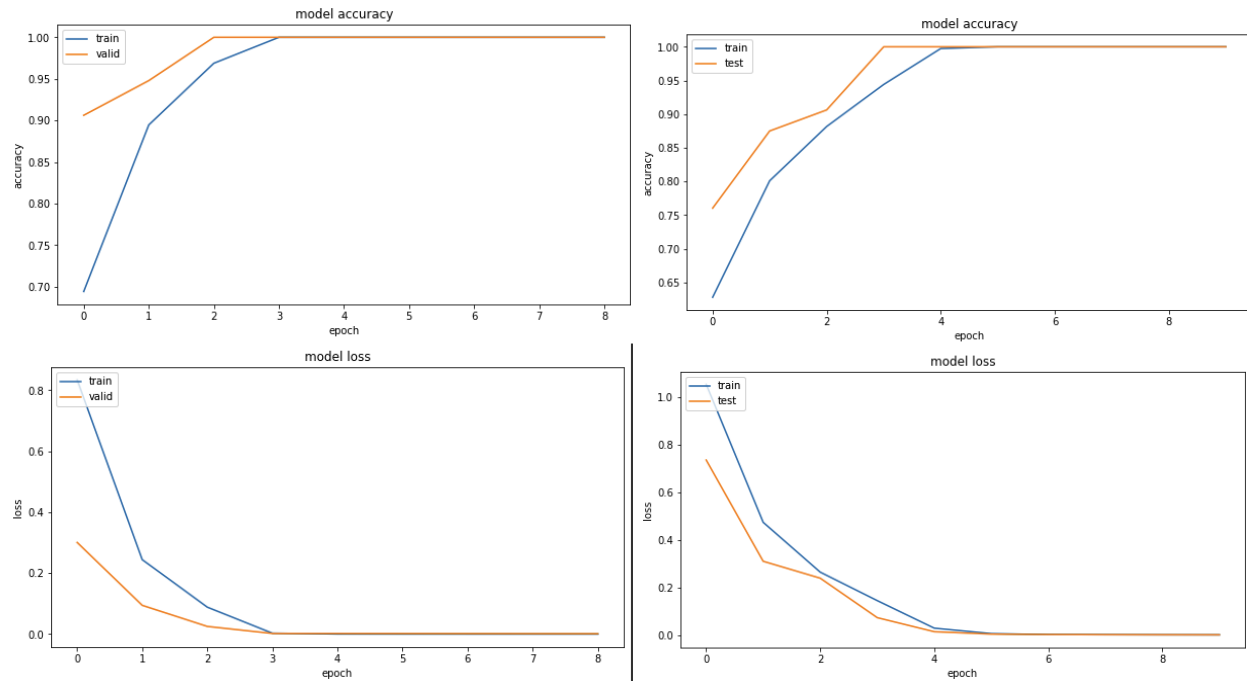 model accuracy
train
valid
1.00
0.95
0.90
0.85
0.80
0.75
0.70
accuracy
0 1 2 3 4 5 6 7 8
epoch
model accuracy
train
test
1.00
0.95
0.90
0.85
0.80
0.75
0.70
0.65
accuracy
0 2 4 6 8
epoch
model loss
train
valid
0.8
0.6
0.4
0.2
0.0
loss
0 1 2 3 4 5 6 7 8
epoch
model loss
train
test
1.0
0.8
0.6
0.4
0.2
0.0
loss
0 2 4 6 8
epoch